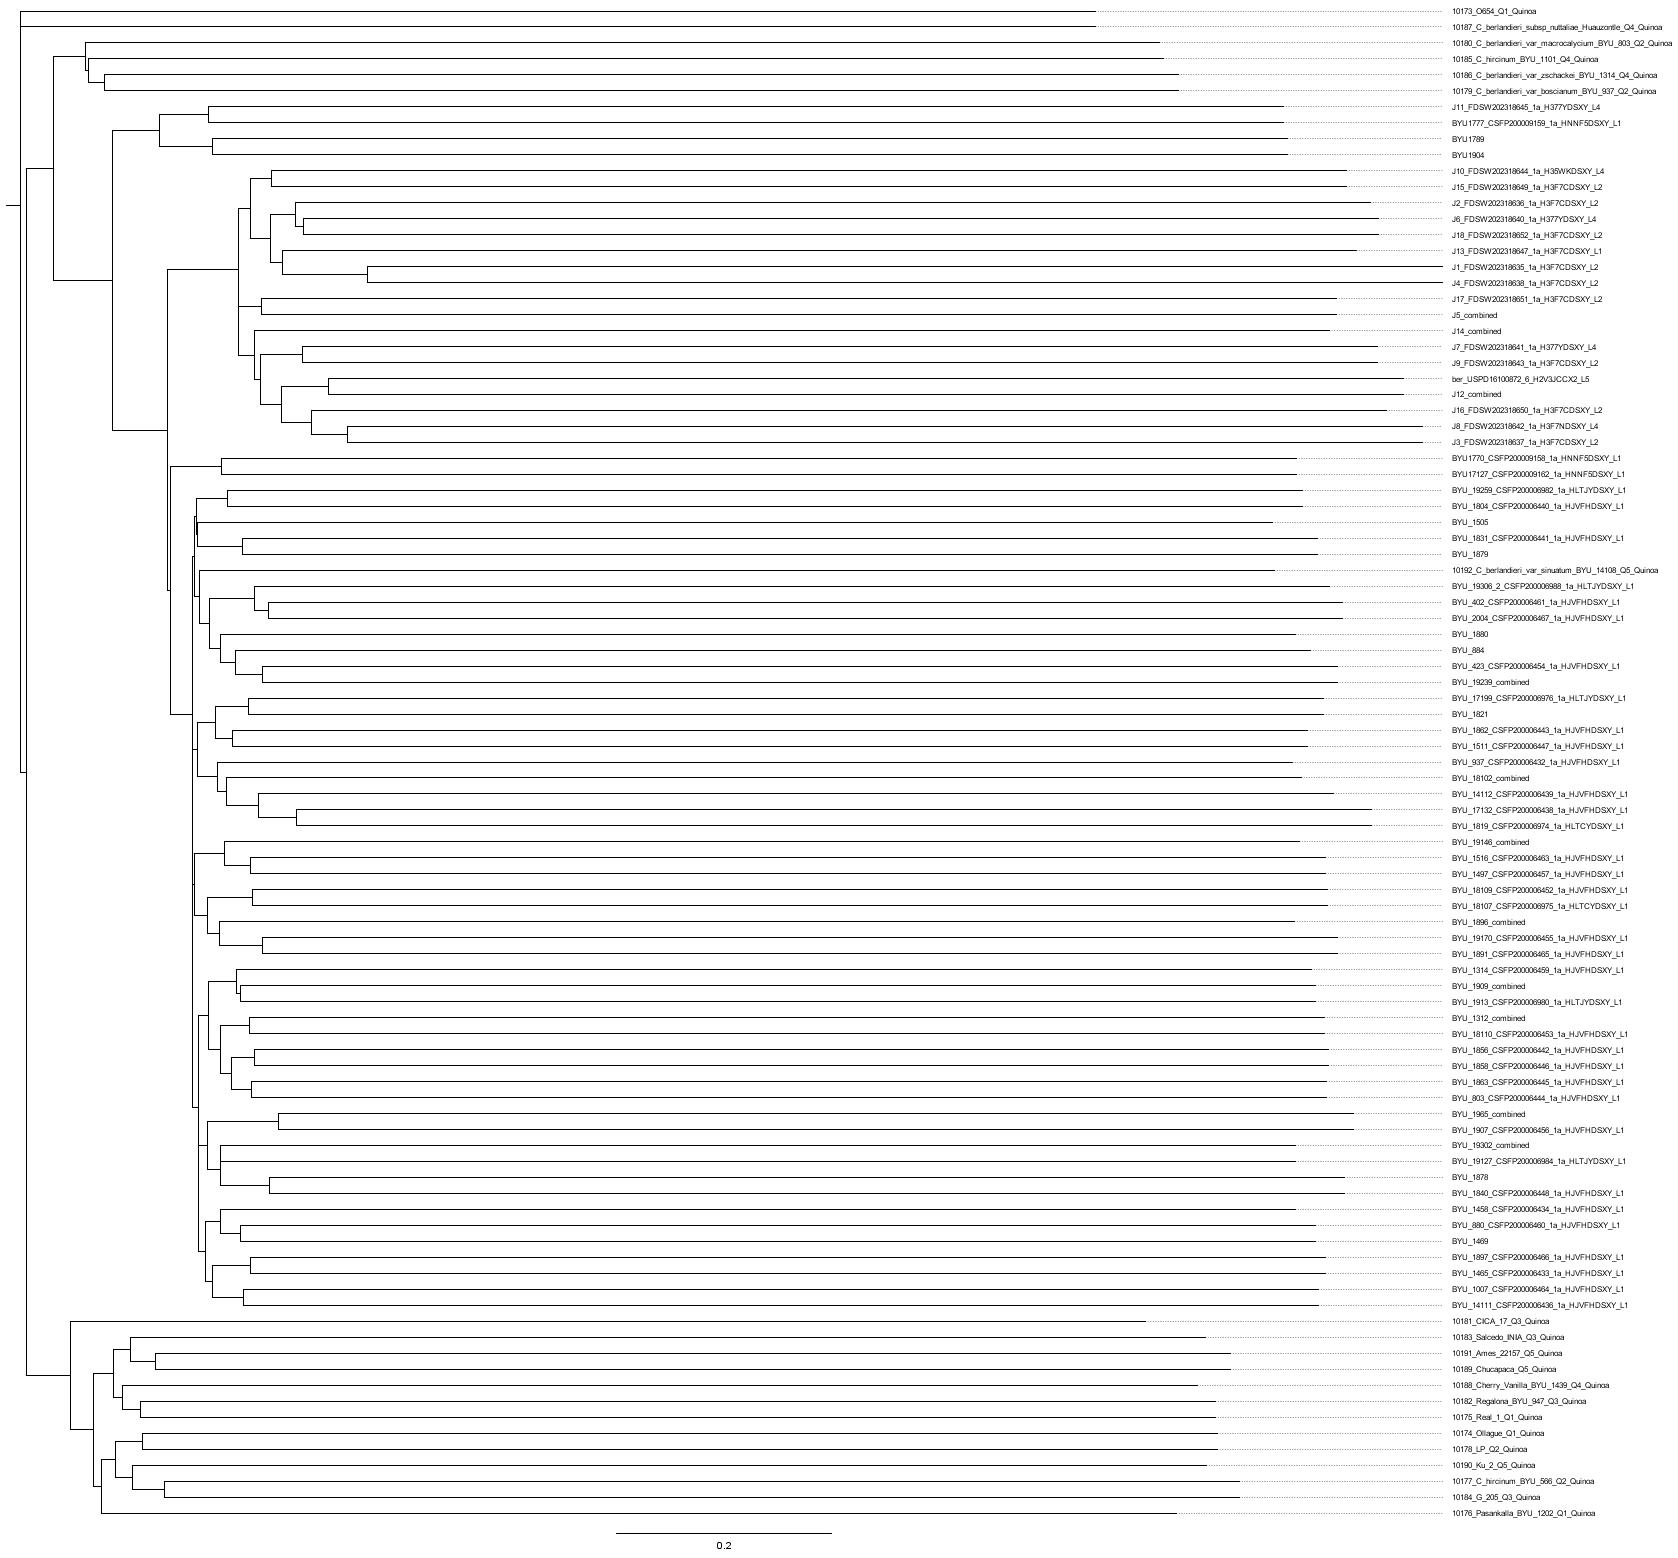 10173_O654_Q1_Quinoa
10187_C_berlandieri_subsp_nuttaliae_Huauzontle_Q4_Quinoa
10180_C_berlandieri_var_macrocalycium_BYU_803_Q2_Quinoa
10185_C_hircinum_BYU_1101_Q4_Quinoa
10186_C_berlandieri_var_zschackei_BYU_1314_Q4_Quinoa
10179_C_berlandieri_var_boscianum_BYU_937_Q2_Quinoa
J11_FDSW202318645_1a_H377YDSXY_L4
BYU1777_CSFP200009159_1a_HNNF5DSXY_L1
BYU1789
BYU1904
J10_FDSW202318644_1a_H35WKDSXY_L4
J15_FDSW202318649_1a_H3F7CDSXY_L2
J2_FDSW202318636_1a_H3F7CDSXY_L2
J6_FDSW202318640_1a_H377YDSXY_L4
J18_FDSW202318652_1a_H3F7CDSXY_L2
J13_FDSW202318647_1a_H3F7CDSXY_L1
J1_FDSW202318635_1a_H3F7CDSXY_L2
J4_FDSW202318638_1a_H3F7CDSXY_L2
J17_FDSW202318651_1a_H3F7CDSXY_L2
J5_combined
J14_combined
J7_FDSW202318641_1a_H377YDSXY_L4
J9_FDSW202318643_1a_H3F7CDSXY_L2
ber_USPD16100872_6_H2V3JCCX2_L5
J12_combined
J16_FDSW202318650_1a_H3F7CDSXY_L2
J8_FDSW202318642_1a_H3F7NDSXY_L4
J3_FDSW202318637_1a_H3F7CDSXY_L2
BYU1770_CSFP200009158_1a_HNNF5DSXY_L1
BYU17127_CSFP200009162_1a_HNNF5DSXY_L1
BYU_19259_CSFP200006982_1a_HLTJYDSXY_L1
BYU_1804_CSFP200006440_1a_HJVFHDSXY_L1
BYU_1505
BYU_1831_CSFP200006441_1a_HJVFHDSXY_L1
BYU_1879
10192_C_berlandieri_var_sinuatum_BYU_14108_Q5_Quinoa
BYU_19306_2_CSFP200006988_1a_HLTJYDSXY_L1
BYU_402_CSFP200006461_1a_HJVFHDSXY_L1
BYU_2004_CSFP200006467_1a_HJVFHDSXY_L1
BYU_1880
BYU_884
BYU_423_CSFP200006454_1a_HJVFHDSXY_L1
BYU_19239_combined
BYU_17199_CSFP200006976_1a_HLTJYDSXY_L1
BYU_1821
BYU_1862_CSFP200006443_1a_HJVFHDSXY_L1
BYU_1511_CSFP200006447_1a_HJVFHDSXY_L1
BYU_937_CSFP200006432_1a_HJVFHDSXY_L1
BYU_18102_combined
BYU_14112_CSFP200006439_1a_HJVFHDSXY_L1
BYU_17132_CSFP200006438_1a_HJVFHDSXY_L1
BYU_1819_CSFP200006974_1a_HLTCYDSXY_L1
BYU_19146_combined
BYU_1516_CSFP200006463_1a_HJVFHDSXY_L1
BYU_1497_CSFP200006457_1a_HJVFHDSXY_L1
BYU_18109_CSFP200006452_1a_HJVFHDSXY_L1
BYU_18107_CSFP200006975_1a_HLTCYDSXY_L1
BYU_1896_combined
BYU_19170_CSFP200006455_1a_HJVFHDSXY_L1
BYU_1891_CSFP200006465_1a_HJVFHDSXY_L1
BYU_1314_CSFP200006459_1a_HJVFHDSXY_L1
BYU_1909_combined
BYU_1913_CSFP200006980_1a_HLTJYDSXY_L1
BYU_1312_combined
BYU_18110_CSFP200006453_1a_HJVFHDSXY_L1
BYU_1856_CSFP200006442_1a_HJVFHDSXY_L1
BYU_1858_CSFP200006446_1a_HJVFHDSXY_L1
BYU_1863_CSFP200006445_1a_HJVFHDSXY_L1
BYU_803_CSFP200006444_1a_HJVFHDSXY_L1
BYU_1965_combined
BYU_1907_CSFP200006456_1a_HJVFHDSXY_L1
BYU_19302_combined
BYU_19127_CSFP200006984_1a_HLTJYDSXY_L1
BYU_1878
BYU_1840_CSFP200006448_1a_HJVFHDSXY_L1
BYU_1458_CSFP200006434_1a_HJVFHDSXY_L1
BYU_880_CSFP200006460_1a_HJVFHDSXY_L1
BYU_1469
BYU_1897_CSFP200006466_1a_HJVFHDSXY_L1
BYU_1465_CSFP200006433_1a_HJVFHDSXY_L1
BYU_1007_CSFP200006464_1a_HJVFHDSXY_L1
BYU_14111_CSFP200006436_1a_HJVFHDSXY_L1
10181_CICA_17_Q3_Quinoa
10183_Salcedo_INIA_Q3_Quinoa
10191_Ames_22157_Q5_Quinoa
10189_Chucapaca_Q5_Quinoa
10188_Cherry_Vanilla_BYU_1439_Q4_Quinoa
10182_Regalona_BYU_947_Q3_Quinoa
10175_Real_1_Q1_Quinoa
10174_Ollague_Q1_Quinoa
10178_LP_Q2_Quinoa
10190_Ku_2_Q5_Quinoa
10177_C_hircinum_BYU_566_Q2_Quinoa
10184_G_205_Q3_Quinoa
10176_Pasankalla_BYU_1202_Q1_Quinoa
0.2